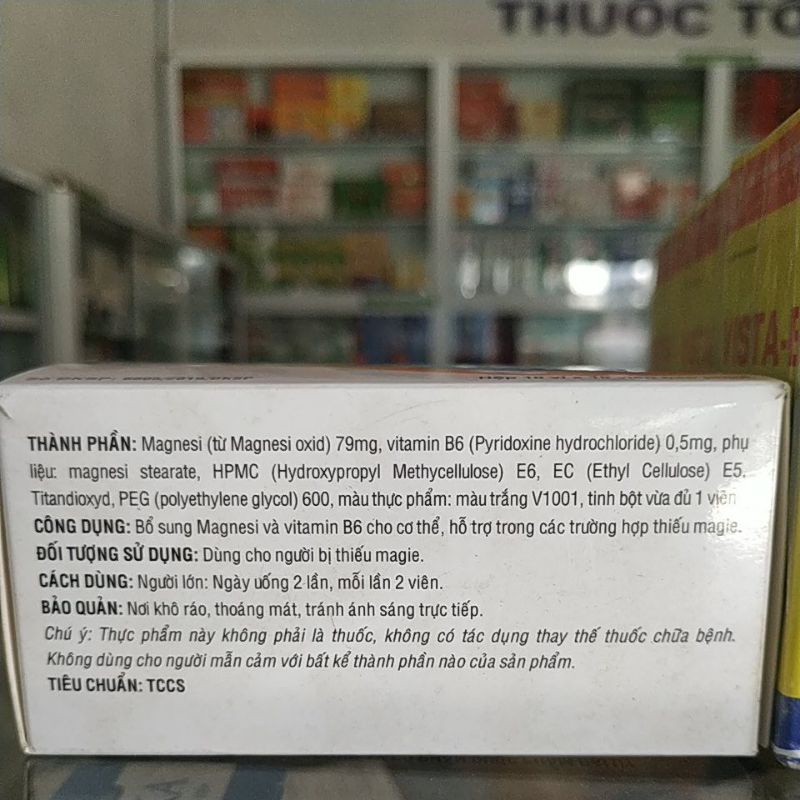 THUỐC TÂ
VISTA-E
THÀNH PHẦN: Magnesi (từ Magnesi oxid) 79mg, vitamin B6 (Pyridoxine hydrochloride) 0,5mg, phụ
liệu: magnesi stearate, HPMC (Hydroxypropyl Methycellulose) E6, EC (Ethyl Cellulose) E5,
Titandioxyd, PEG (polyethylene glycol) 600, màu thực phẩm: màu trắng V1001, tinh bột vừa đủ 1 viên
CÔNG DỤNG: Bổ sung Magnesi và vitamin B6 cho cơ thể, hỗ trợ trong các trường hợp thiếu magie.
ĐỐI TƯỢNG SỬ DỤNG: Dùng cho người bị thiếu magie.
CÁCH DÙNG: Người lớn: Ngày uống 2 lần, mỗi lần 2 viên.
BẢO QUẢN: Nơi khô ráo, thoáng mát, tránh ánh sáng trực tiếp.
Chú ý: Thực phẩm này không phải là thuốc, không có tác dụng thay thế thuốc chữa bệnh.
Không dùng cho người mẫn cảm với bất kể thành phần nào của sản phẩm.
TIÊU CHUẨN: TCCS